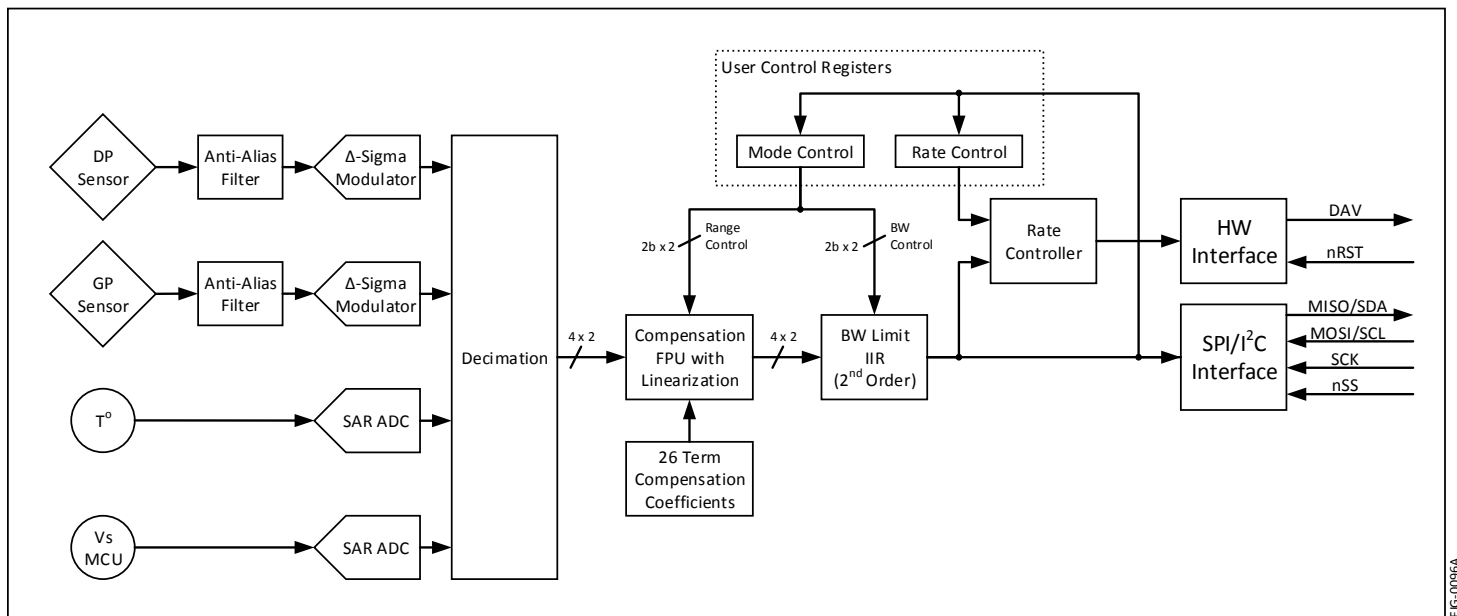 User Control Registers
Mode Control
Rate Control
DP
Sensor
Anti-Alias
Filter
Δ-Sigma
Modulator
GP
Sensor
Anti-Alias
Filter
Δ-Sigma
Modulator
T°
SAR ADC
Vs
MCU
SAR ADC
Decimation
4 x 2
2b x 2
Range
Control
Compensation
FPU with
Linearization
26 Term
Compensation
Coefficients
4 x 2
2b x 2
BW
Control
BW Limit
IIR
(2nd Order)
Rate
Controller
HW
Interface
DAV
nRST
SPI/I²C
Interface
MISO/SDA
MOSI/SCL
SCK
nSS
FIG-0096A